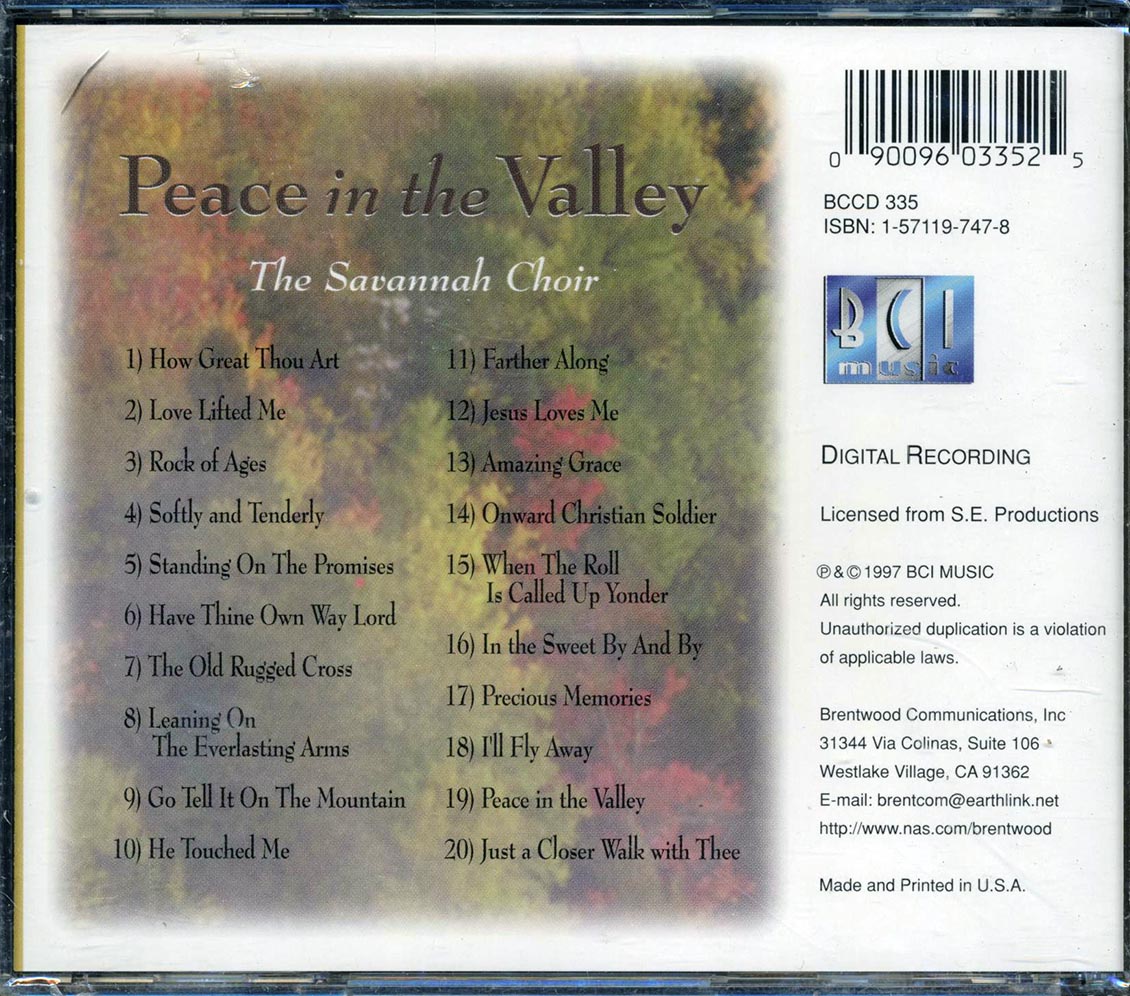 Peace in the Valley
The Savannah Choir
1) How Great Thou Art
2) Love Lifted Me
3) Rock of Ages
4) Softly and Tenderly
5) Standing On The Promises
6) Have Thine Own Way Lord
7) The Old Rugged Cross
8) Leaning On
The Everlasting Arms
9) Go Tell It On The Mountain
10) He Touched Me
11) Farther Along
12) Jesus Loves Me
13) Amazing Grace
14) Onward Christian Soldier
15) When The Roll
Is Called Up Yonder
16) In the Sweet By And By
17) Precious Memories
18) I'll Fly Away
19) Peace in the Valley
20) Just a Closer Walk with Thee
0 90096 03352 5
BCCD 335
ISBN: 1-57119-747-8
BCI
music
DIGITAL RECORDING
Licensed from S.E. Productions
℗ & © 1997 BCI MUSIC
All rights reserved.
Unauthorized duplication is a violation
of applicable laws.
Brentwood Communications, Inc
31344 Via Colinas, Suite 106
Westlake Village, CA 91362
E-mail: brentcom@earthlink.net
http://www.nas.com/brentwood
Made and Printed in U.S.A.